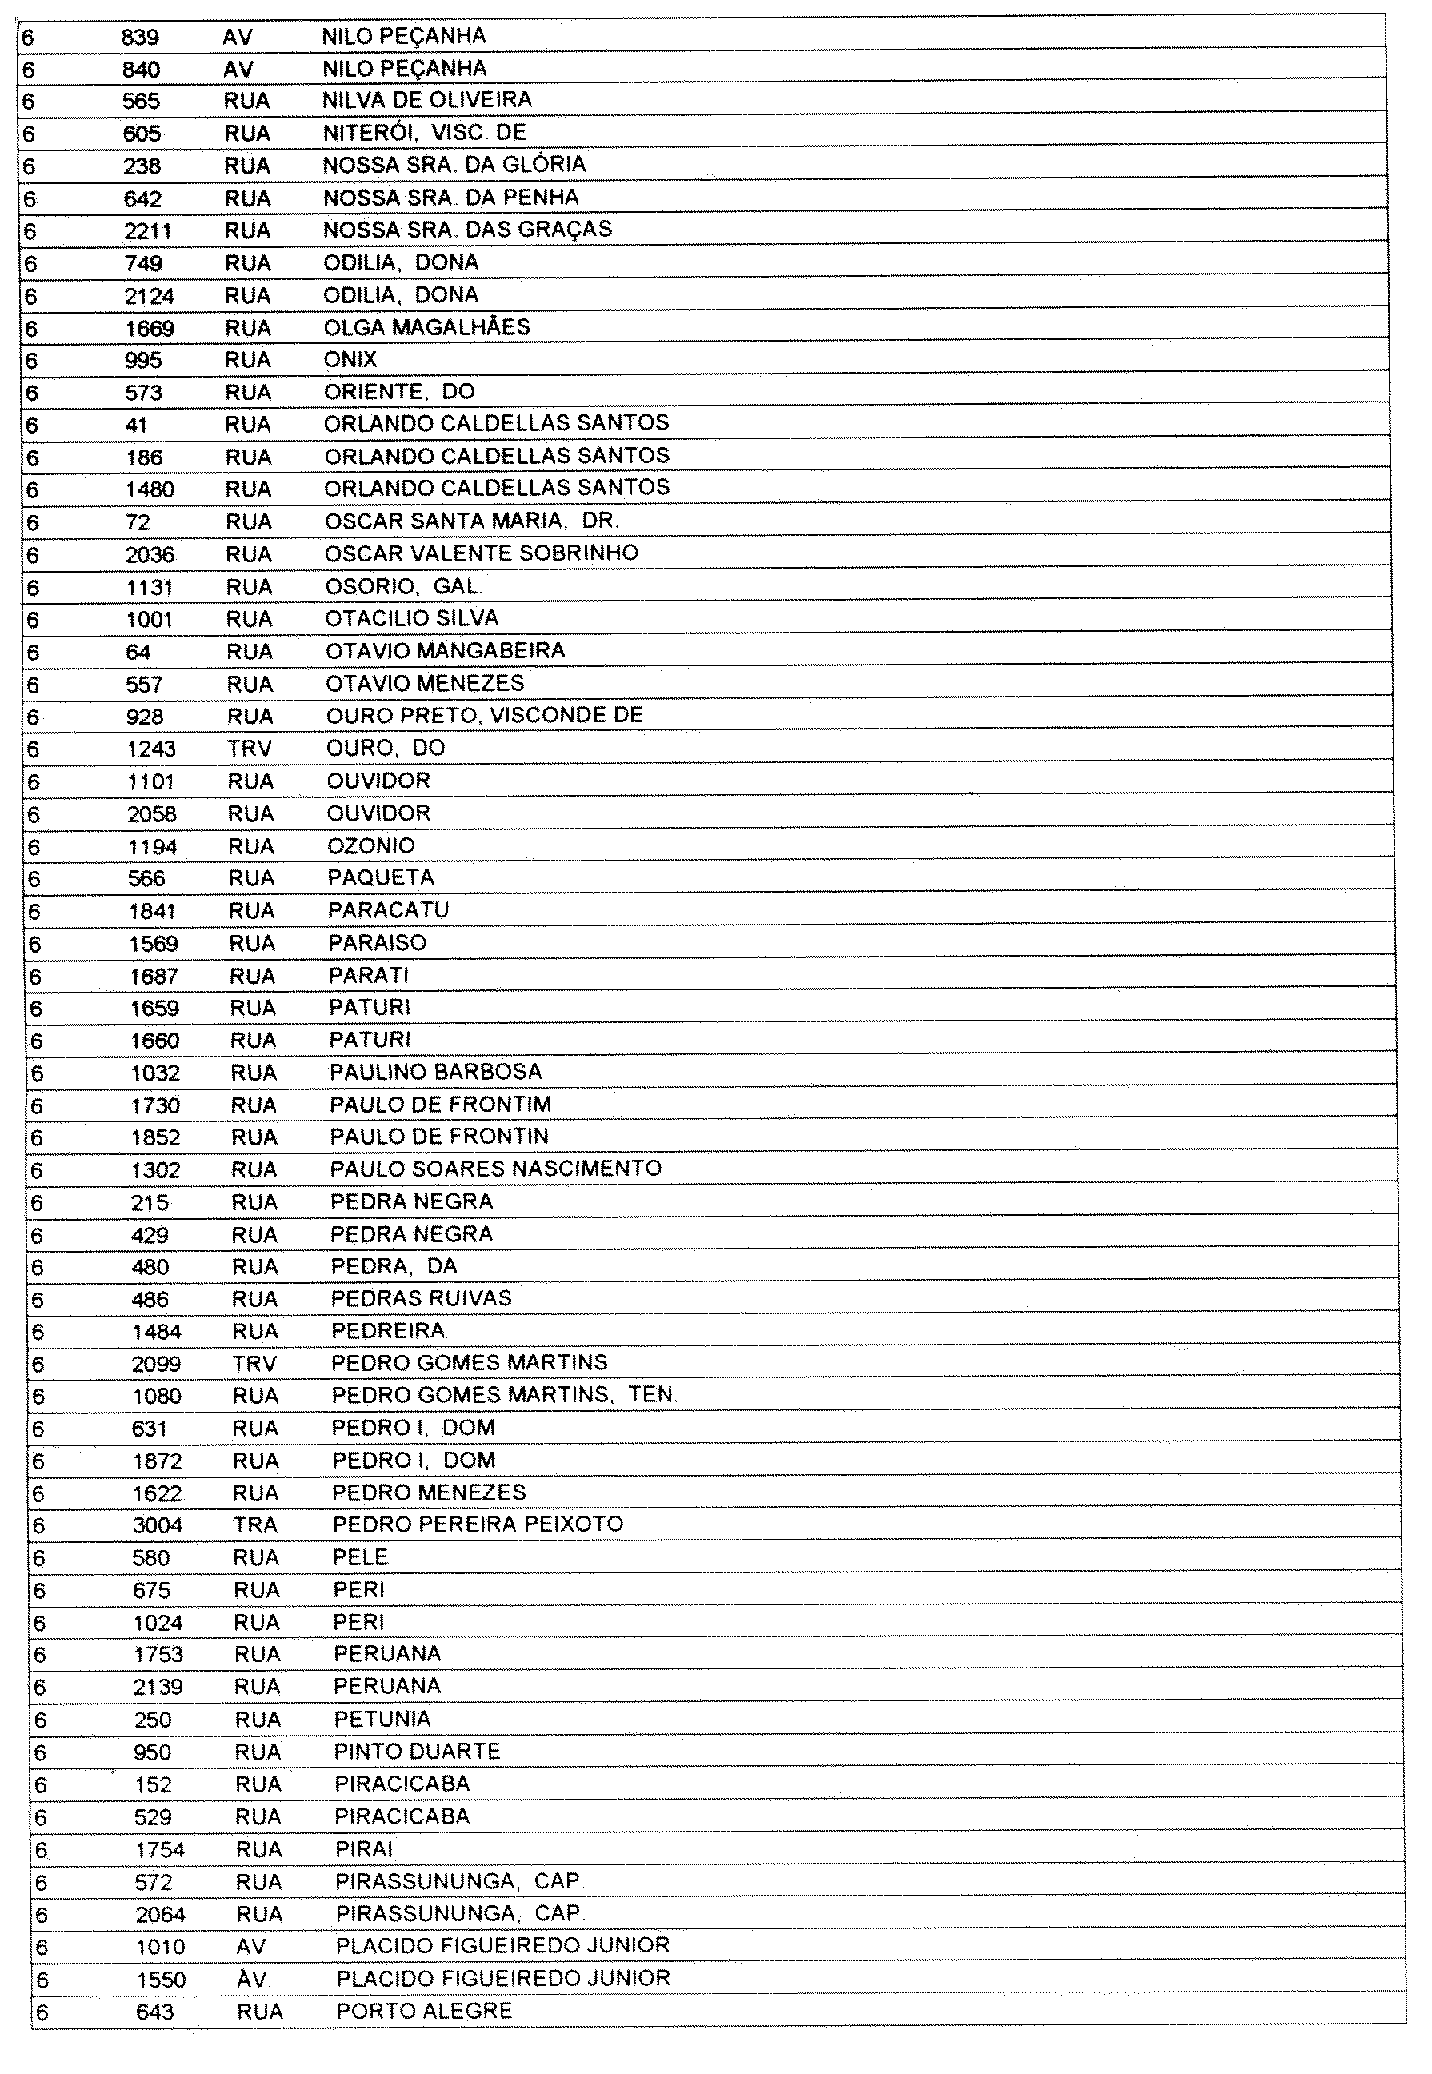 6 839 AV NILO PEÇANHA
6 840 AV NILO PEÇANHA
6 565 RUA NILVA DE OLIVEIRA
6 605 RUA NITERÓI, VISC. DE
6 238 RUA NOSSA SRA. DA GLÓRIA
6 642 RUA NOSSA SRA. DA PENHA
6 2211 RUA NOSSA SRA. DAS GRAÇAS
6 749 RUA ODILIA, DONA
6 2124 RUA ODILIA, DONA
6 1669 RUA OLGA MAGALHÃES
6 995 RUA ONIX
6 573 RUA ORIENTE, DO
6 41 RUA ORLANDO CALDELLAS SANTOS
6 186 RUA ORLANDO CALDELLAS SANTOS
6 1480 RUA ORLANDO CALDELLAS SANTOS
6 72 RUA OSCAR SANTA MARIA, DR.
6 2036 RUA OSCAR VALENTE SOBRINHO
6 1131 RUA OSORIO, GAL.
6 1001 RUA OTACILIO SILVA
6 64 RUA OTAVIO MANGABEIRA
6 557 RUA OTAVIO MENEZES
6 928 RUA OURO PRETO, VISCONDE DE
6 1243 TRV OURO, DO
6 1101 RUA OUVIDOR
6 2058 RUA OUVIDOR
6 1194 RUA OZONIO
6 566 RUA PAQUETA
6 1841 RUA PARACATU
6 1569 RUA PARAISO
6 1687 RUA PARATI
6 1659 RUA PATURI
6 1660 RUA PATURI
6 1032 RUA PAULINO BARBOSA
6 1730 RUA PAULO DE FRONTIM
6 1852 RUA PAULO DE FRONTIN
6 1302 RUA PAULO SOARES NASCIMENTO
6 215 RUA PEDRA NEGRA
6 429 RUA PEDRA NEGRA
6 480 RUA PEDRA, DA
6 486 RUA PEDRAS RUIVAS
6 1484 RUA PEDREIRA
6 2099 TRV PEDRO GOMES MARTINS
6 1080 RUA PEDRO GOMES MARTINS, TEN.
6 631 RUA PEDRO I, DOM
6 1872 RUA PEDRO I, DOM
6 1622 RUA PEDRO MENEZES
6 3004 TRA PEDRO PEREIRA PEIXOTO
6 580 RUA PELE
6 675 RUA PERI
6 1024 RUA PERI
6 1753 RUA PERUANA
6 2139 RUA PERUANA
6 250 RUA PETUNIA
6 950 RUA PINTO DUARTE
6 152 RUA PIRACICABA
6 529 RUA PIRACICABA
6 1754 RUA PIRAI
6 572 RUA PIRASSUNUNGA, CAP.
6 2064 RUA PIRASSUNUNGA, CAP.
6 1010 AV PLACIDO FIGUEIREDO JUNIOR
6 1550 AV PLACIDO FIGUEIREDO JUNIOR
6 643 RUA PORTO ALEGRE